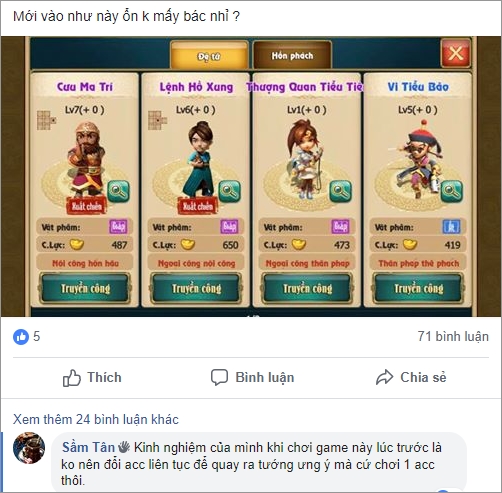 Mới vào như này ổn k mấy bác nhỉ ?
Đệ tử
Hồn phách
Cưu Ma Trí
Lệnh Hồ Xung
Thượng Quan Tiểu Tiê
Vi Tiểu Bảo
Lv7(+ 0 )
Lv6(+ 0 )
Lv1(+ 0 )
Lv5(+ 0 )
Xuất chiến
Xuất chiến
Vật phẩm:
Vật phẩm:
Vật phẩm:
Vật phẩm:
C.Lực: 487
C.Lực: 650
C.Lực: 473
C.Lực: 419
Nội công hồn hậu
Ngoại công nội công
Ngoại công thân pháp
Thân pháp thể phách
Truyền công
Truyền công
Truyền công
Truyền công
5
71 bình luận
Thích
Bình luận
Chia sẻ
Xem thêm 24 bình luận khác
Sầm Tân Kinh nghiệm của mình khi chơi game này lúc trước là
ko nên đổi acc liên tục để quay ra tướng ưng ý mà cứ chơi 1 acc
thôi.